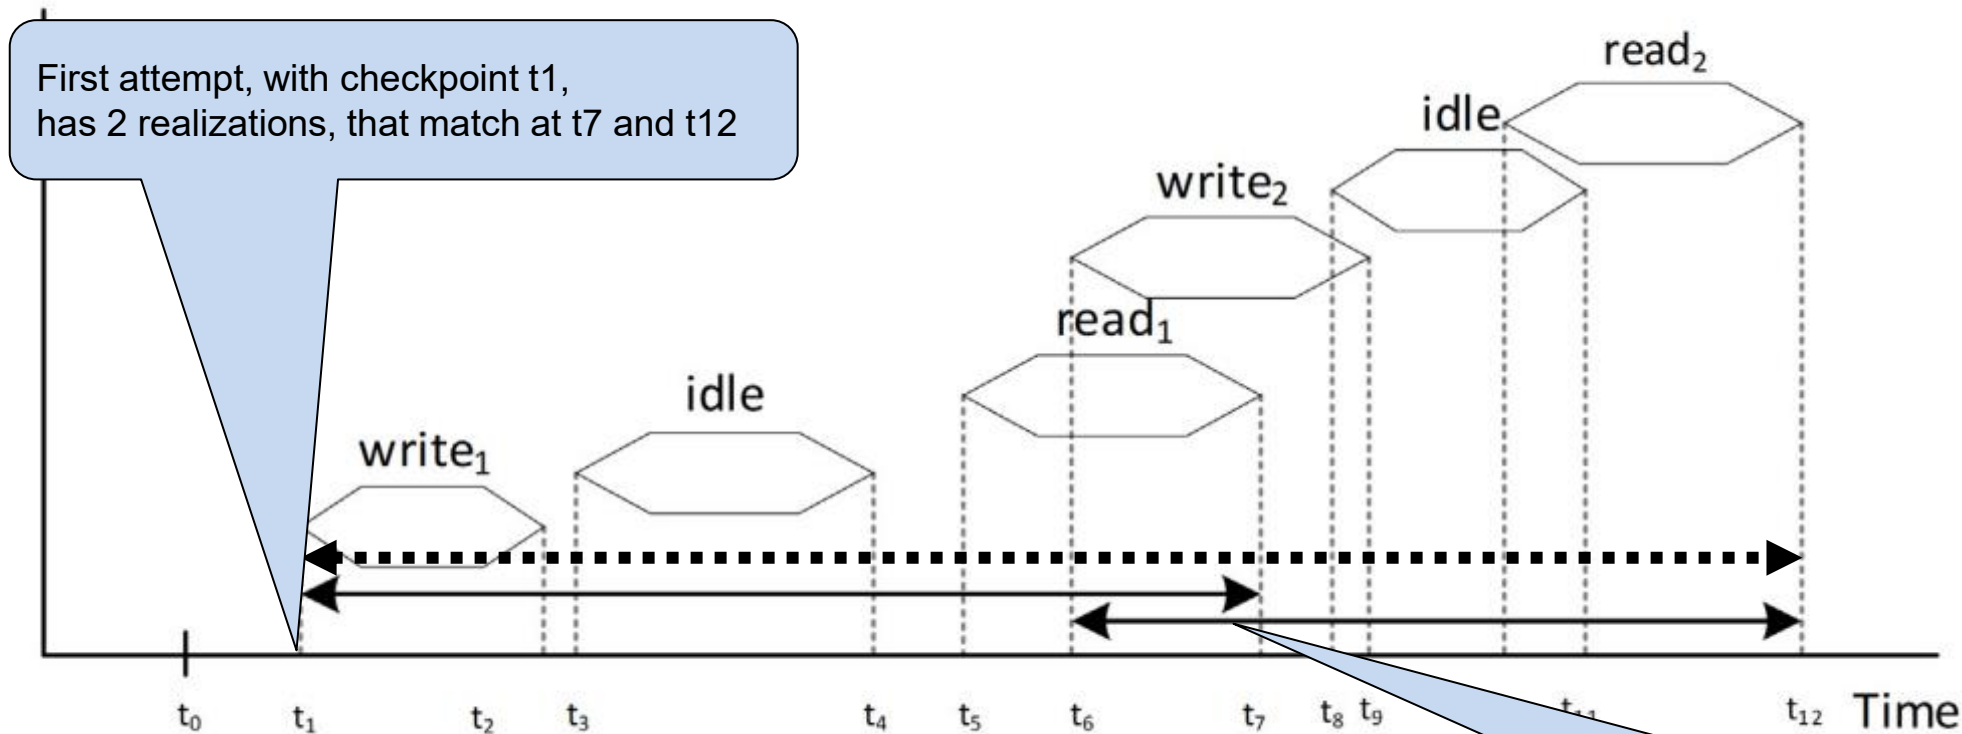 First attempt, with checkpoint t1,
has 2 realizations, that match at t7 and t12
read₂
idle
write₂
read₁
idle
write₁
t₀ t₁ t₂ t₃ t₄ t₅ t₆ t₇ t₈ t₉ t₁₁ t₁₂ Time